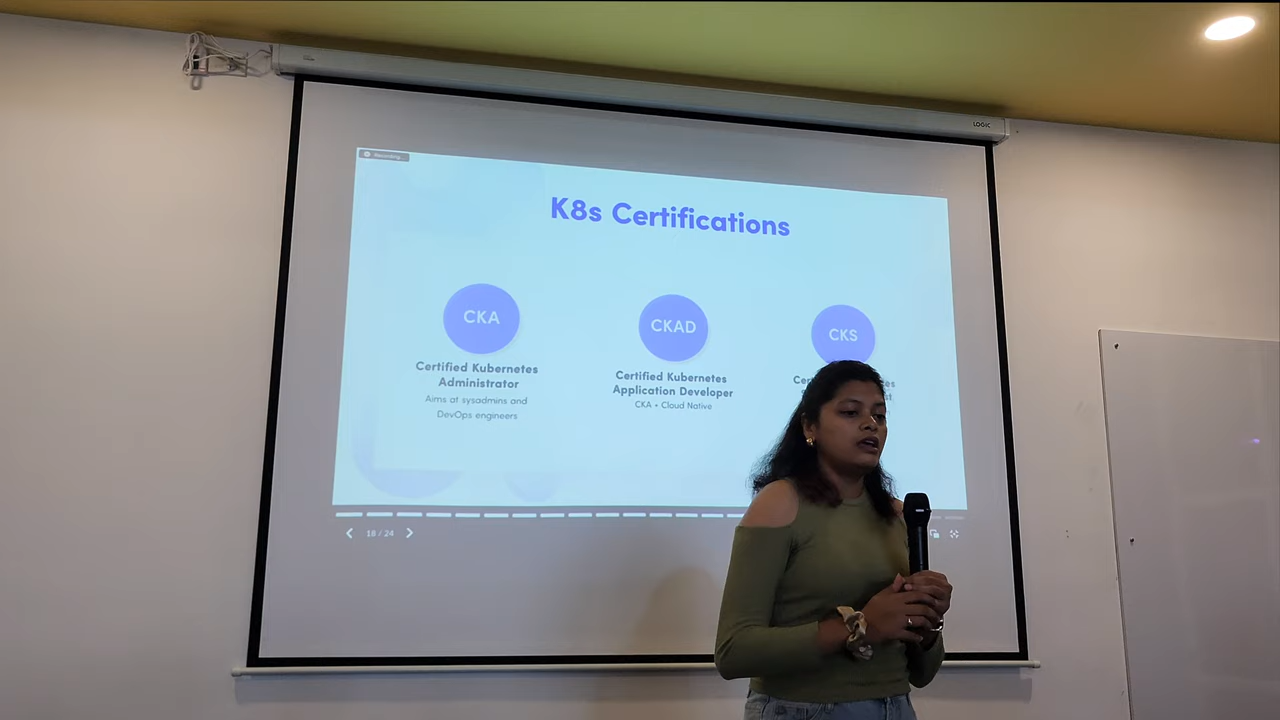 LOGIC
Recording...
K8s Certifications
CKA
Certified Kubernetes
Administrator
Aims at sysadmins and
DevOps engineers
CKAD
Certified Kubernetes
Application Developer
CKA + Cloud Native
CKS
18 / 24